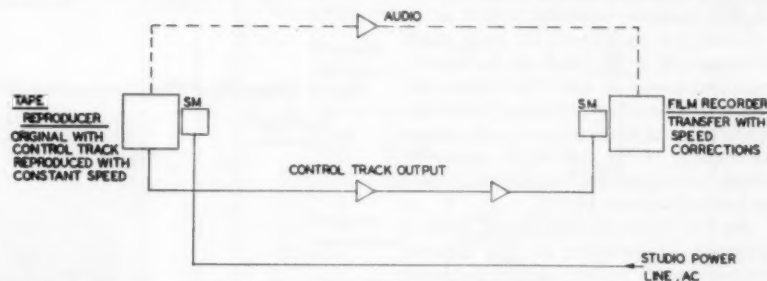 AUDIO
TAPE
REPRODUCER
ORIGINAL WITH
CONTROL TRACK
REPRODUCED WITH
CONSTANT SPEED
SM
CONTROL TRACK OUTPUT
SM
FILM RECORDER
TRANSFER WITH
SPEED
CORRECTIONS
STUDIO POWER
LINE, AC